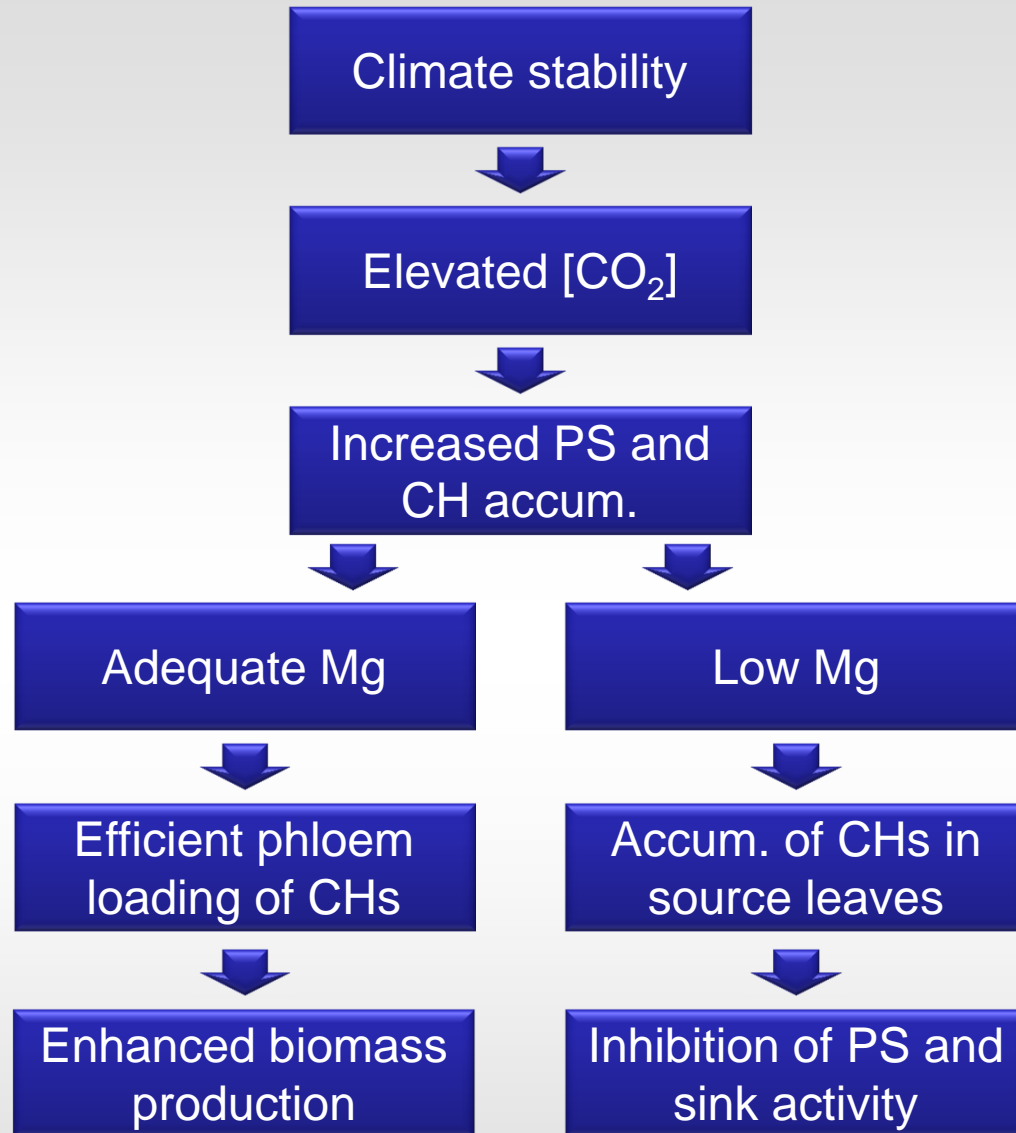 Climate stability
Elevated [CO₂]
Increased PS and
CH accum.
Adequate Mg
Low Mg
Efficient phloem
loading of CHs
Accum. of CHs in
source leaves
Enhanced biomass
production
Inhibition of PS and
sink activity